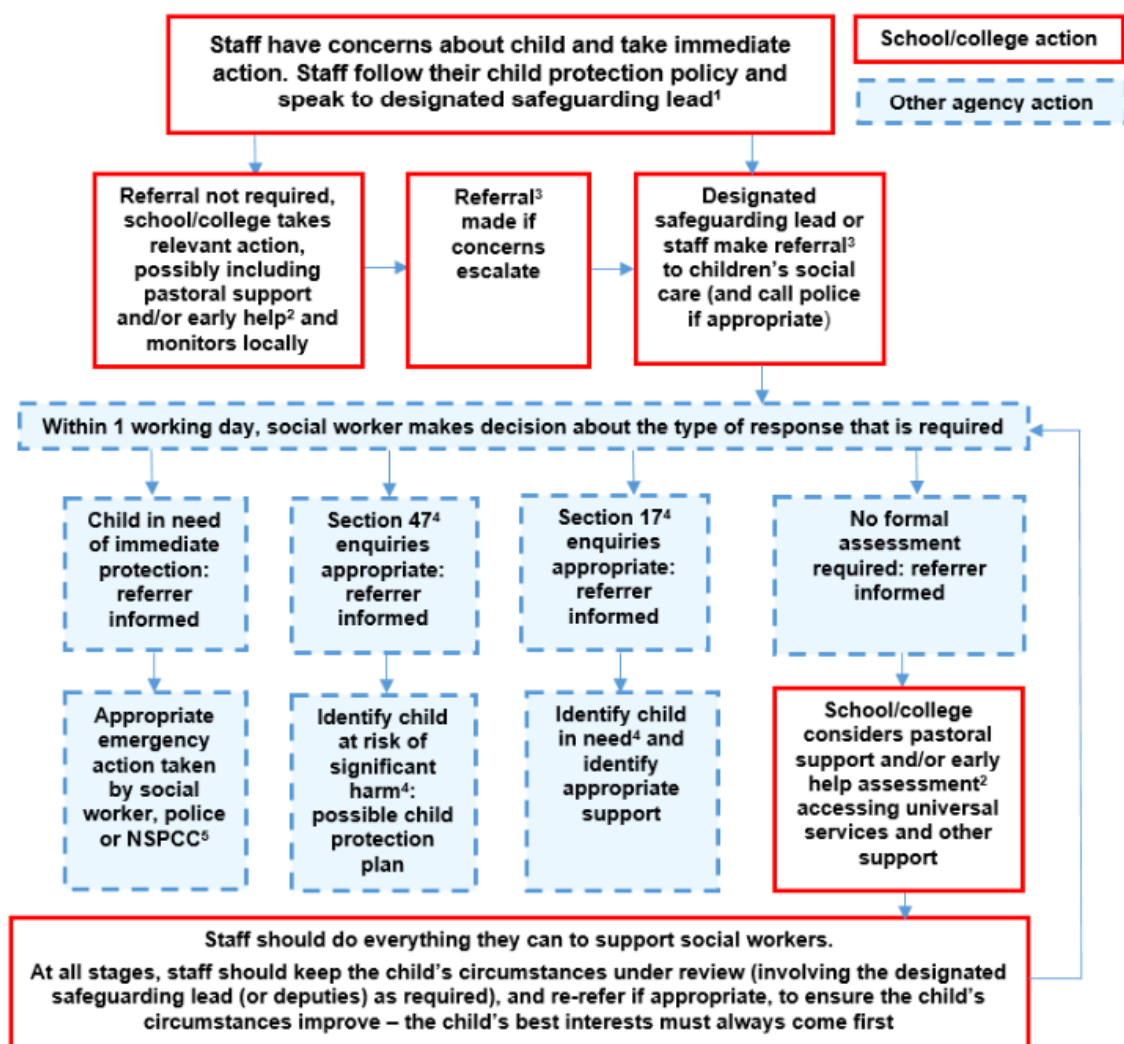 Staff have concerns about child and take immediate
action. Staff follow their child protection policy and
speak to designated safeguarding lead¹
School/college action
Other agency action
Referral not required,
school/college takes
relevant action,
possibly including
pastoral support
and/or early help² and
monitors locally
Referral³
made if
concerns
escalate
Designated
safeguarding lead or
staff make referral³
to children’s social
care (and call police
if appropriate)
Within 1 working day, social worker makes decision about the type of response that is required
Child in need
of immediate
protection:
referrer
informed
Section 47⁴
enquiries
appropriate:
referrer
informed
Section 17⁴
enquiries
appropriate:
referrer
informed
No formal
assessment
required: referrer
informed
Appropriate
emergency
action taken
by social
worker, police
or NSPCC⁵
Identify child
at risk of
significant
harm⁴:
possible child
protection
plan
Identify child
in need⁴ and
identify
appropriate
support
School/college
considers pastoral
support and/or early
help assessment²
accessing universal
services and other
support
Staff should do everything they can to support social workers.
At all stages, staff should keep the child’s circumstances under review (involving the designated
safeguarding lead (or deputies) as required), and re-refer if appropriate, to ensure the child’s
circumstances improve – the child’s best interests must always come first